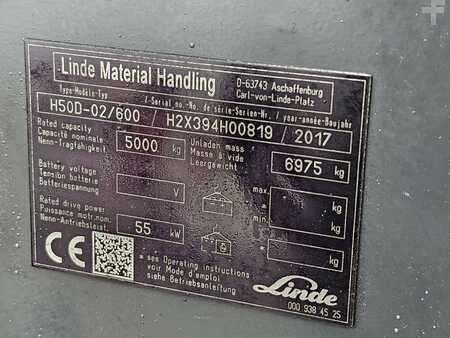 Linde Material Handling
D-63743 Aschaffenburg
Carl-von-Linde-Platz
Type-Modèle-Typ / Serial no.-No. de série-Serien-Nr. / year-année-Baujahr
H50D-02/600 / H2X394H00819 / 2017
Rated capacity
Capacité nominale
Nenn-Tragfähigkeit
5000 kg
Unladen mass
Masse à vide
Leergewicht
6975 kg
Battery voltage
Tension batterie
Batteriespannung
V
max.
kg
min.
kg
Rated drive power
Puissance motr.nom.
Nenn-Antriebsleist.
55 kW
*
kg
CE
* see Operating instructions
voir Mode d'emploi
siehe Betriebsanleitung
Linde
000 938 45 25